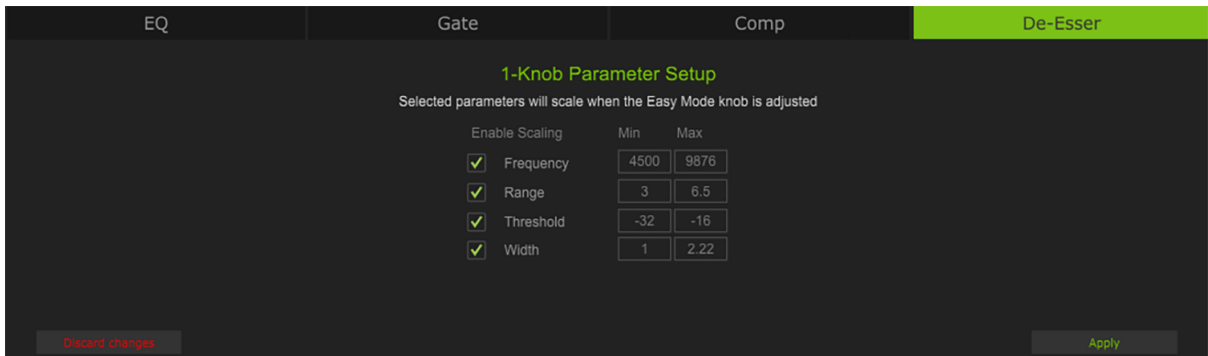 EQ Gate Comp De-Esser
1-Knob Parameter Setup
Selected parameters will scale when the Easy Mode knob is adjusted
Enable Scaling Min Max
Frequency 4500 9876
Range 3 6.5
Threshold -32 -16
Width 1 2.22
Discard changes Apply